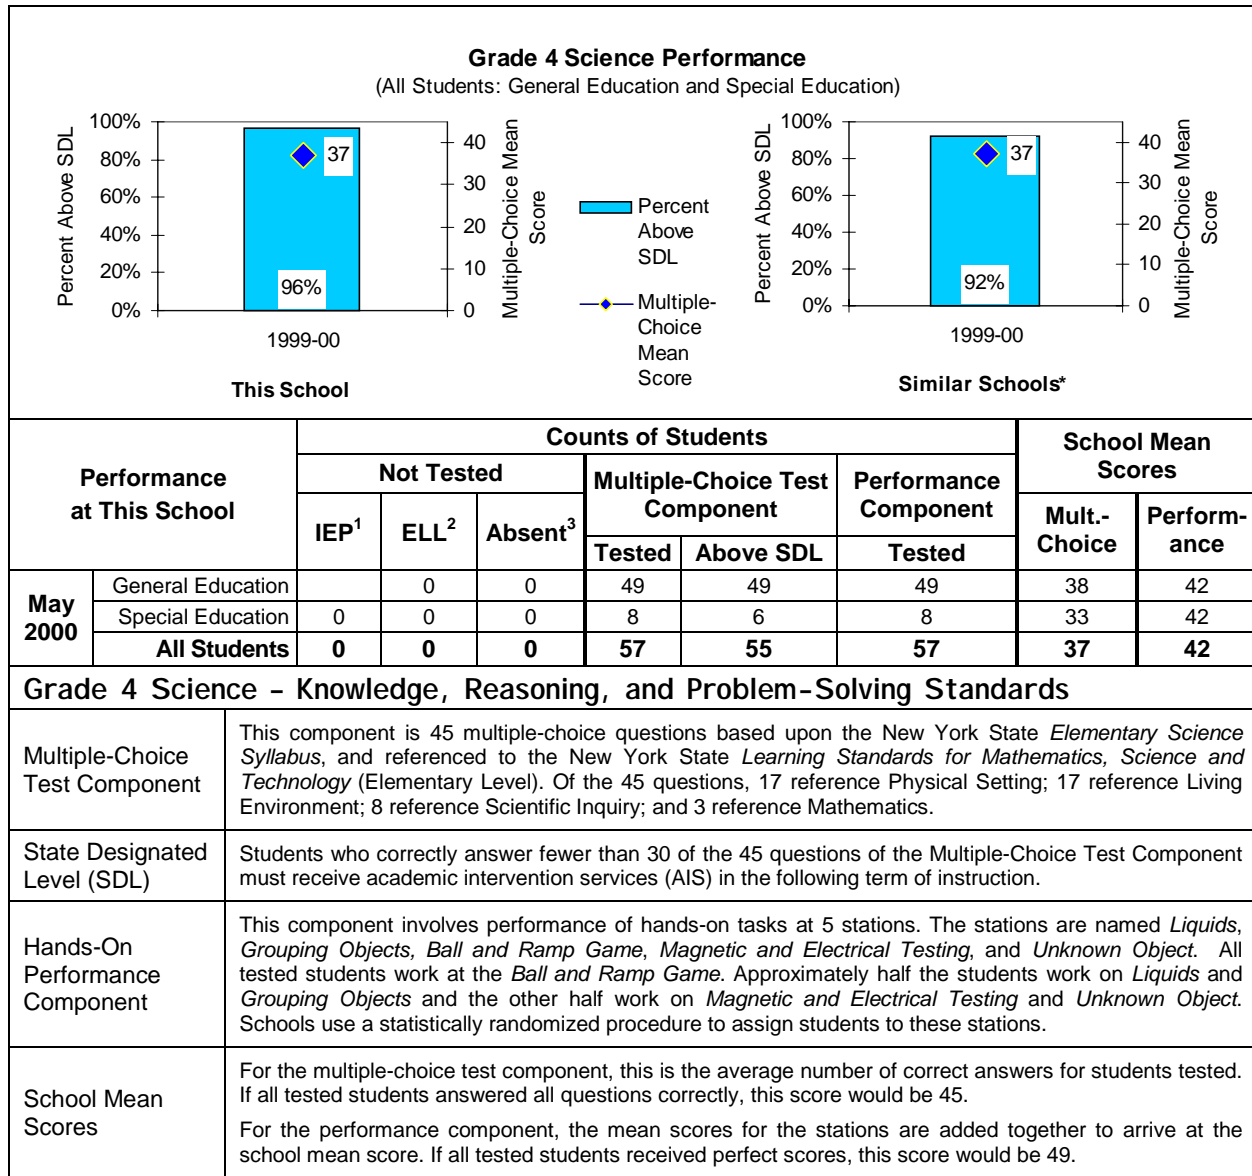 Grade 4 Science Performance
(All Students: General Education and Special Education)
Percent Above SDL
100%
80%
60%
40%
20%
0%
37
96%
40
30
20
10
0
Multiple-Choice Mean
Score
1999-00
This School
Percent
Above
SDL
Multiple-
Choice
Mean
Score
Percent Above SDL
100%
80%
60%
40%
20%
0%
37
92%
40
30
20
10
0
Multiple-Choice Mean
Score
1999-00
Similar Schools*
Performance
at This School
Counts of Students
School Mean
Scores
Not Tested
Multiple-Choice Test
Component
Performance
Component
IEP1
ELL2
Absent3
Mult.-
Choice
Perform-
ance
Tested
Above SDL
Tested
May
2000
General Education 0 0 49 49 49 38 42
Special Education 0 0 0 8 6 8 33 42
All Students 0 0 0 57 55 57 37 42
Grade 4 Science – Knowledge, Reasoning, and Problem-Solving Standards
Multiple-Choice
Test Component
This component is 45 multiple-choice questions based upon the New York State Elementary Science
Syllabus, and referenced to the New York State Learning Standards for Mathematics, Science and
Technology (Elementary Level). Of the 45 questions, 17 reference Physical Setting; 17 reference Living
Environment; 8 reference Scientific Inquiry; and 3 reference Mathematics.
State Designated
Level (SDL)
Students who correctly answer fewer than 30 of the 45 questions of the Multiple-Choice Test Component
must receive academic intervention services (AIS) in the following term of instruction.
Hands-On
Performance
Component
This component involves performance of hands-on tasks at 5 stations. The stations are named Liquids,
Grouping Objects, Ball and Ramp Game, Magnetic and Electrical Testing, and Unknown Object. All
tested students work at the Ball and Ramp Game. Approximately half the students work on Liquids and
Grouping Objects and the other half work on Magnetic and Electrical Testing and Unknown Object.
Schools use a statistically randomized procedure to assign students to these stations.
School Mean
Scores
For the multiple-choice test component, this is the average number of correct answers for students tested.
If all tested students answered all questions correctly, this score would be 45.
For the performance component, the mean scores for the stations are added together to arrive at the
school mean score. If all tested students received perfect scores, this score would be 49.